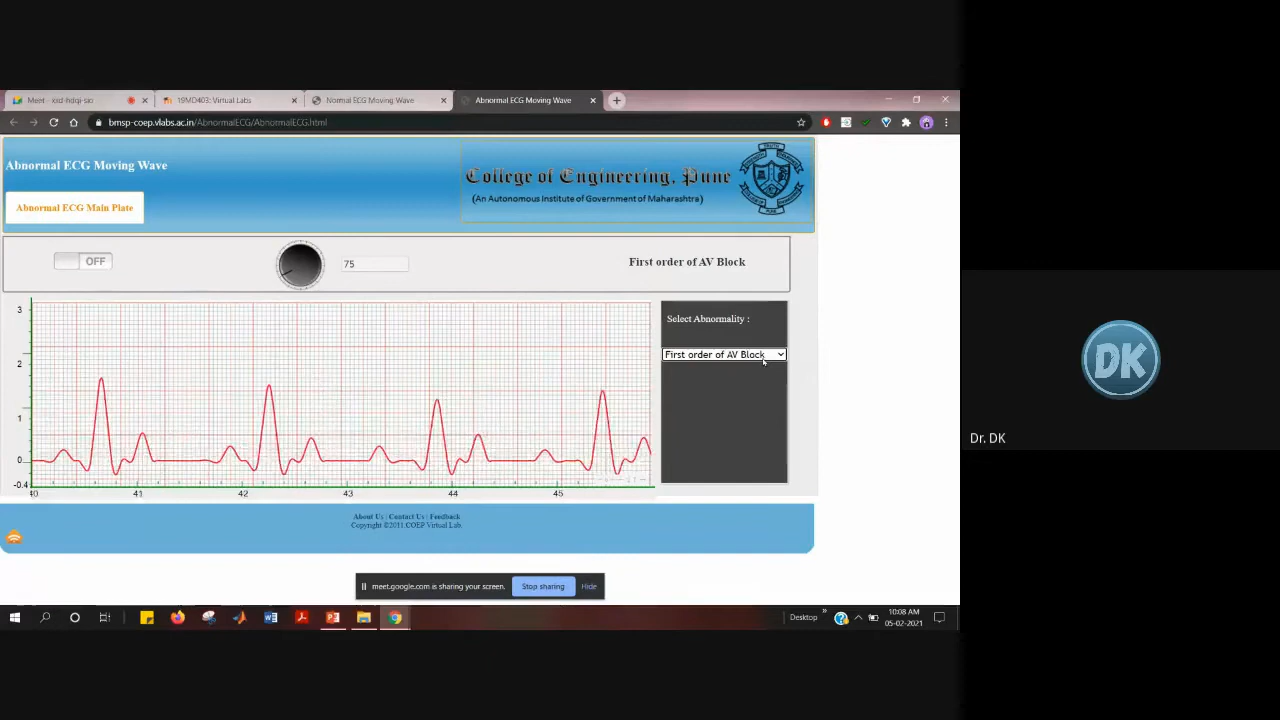 Meet - xxd-hdqi-sio
19MD403: Virtual Labs
Normal ECG Moving Wave
Abnormal ECG Moving Wave
bmsp-coep.vlabs.ac.in/AbnormalECG/AbnormalECG.html
Abnormal ECG Moving Wave
College of Engineering, Pune
(An Autonomous Institute of Government of Maharashtra)
Abnormal ECG Main Plate
OFF
75
First order of AV Block
3
2
1
0
-0.4
40 41 42 43 44 45
Select Abnormality :
First order of AV Block
About Us | Contact Us | Feedback
Copyright ©2011 COEP Virtual Lab.
meet.google.com is sharing your screen.
Stop sharing
Hide
Desktop
10:08 AM
05-02-2021
DK
Dr. DK